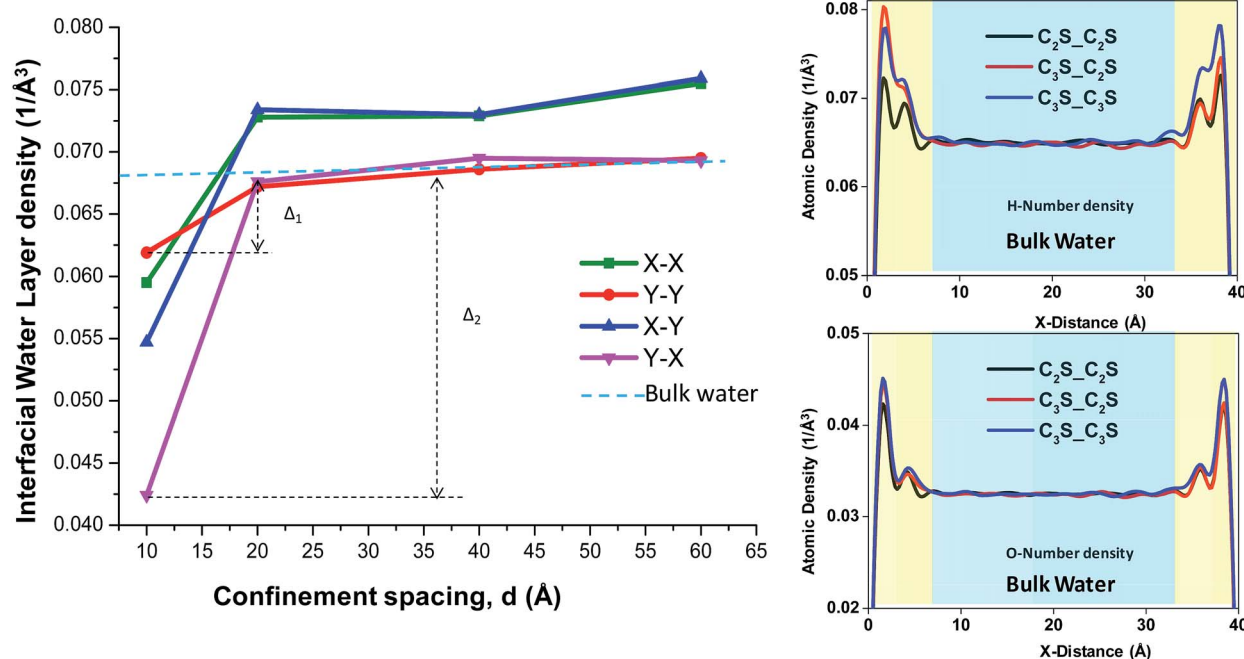 Interfacial Water Layer density (1/Å³)
0.080
0.075
0.070
0.065
0.060
0.055
0.050
0.045
0.040
Δ₁
Δ₂
X-X
Y-Y
X-Y
Y-X
Bulk water
10 15 20 25 30 35 40 45 50 55 60 65
Confinement spacing, d (Å)
Atomic Density (1/Å³)
0.08
0.07
0.06
0.05
C₂S_C₂S
C₃S_C₂S
C₃S_C₃S
H-Number density
Bulk Water
0 10 20 30 40
X-Distance (Å)
Atomic Density (1/Å³)
0.05
0.04
0.03
0.02
C₂S_C₂S
C₃S_C₂S
C₃S_C₃S
O-Number density
Bulk Water
0 10 20 30 40
X-Distance (Å)